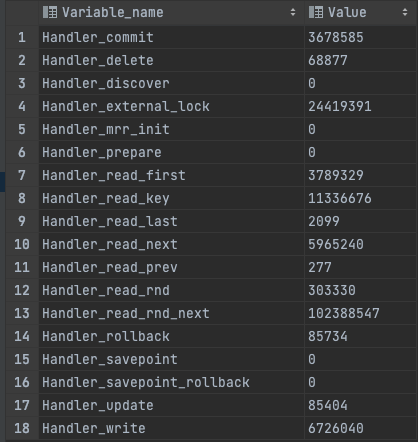 Variable_name Value
1 Handler_commit 3678585
2 Handler_delete 68877
3 Handler_discover 0
4 Handler_external_lock 24419391
5 Handler_mrr_init 0
6 Handler_prepare 0
7 Handler_read_first 3789329
8 Handler_read_key 11336676
9 Handler_read_last 2099
10 Handler_read_next 5965240
11 Handler_read_prev 277
12 Handler_read_rnd 303330
13 Handler_read_rnd_next 102388547
14 Handler_rollback 85734
15 Handler_savepoint 0
16 Handler_savepoint_rollback 0
17 Handler_update 85404
18 Handler_write 6726040